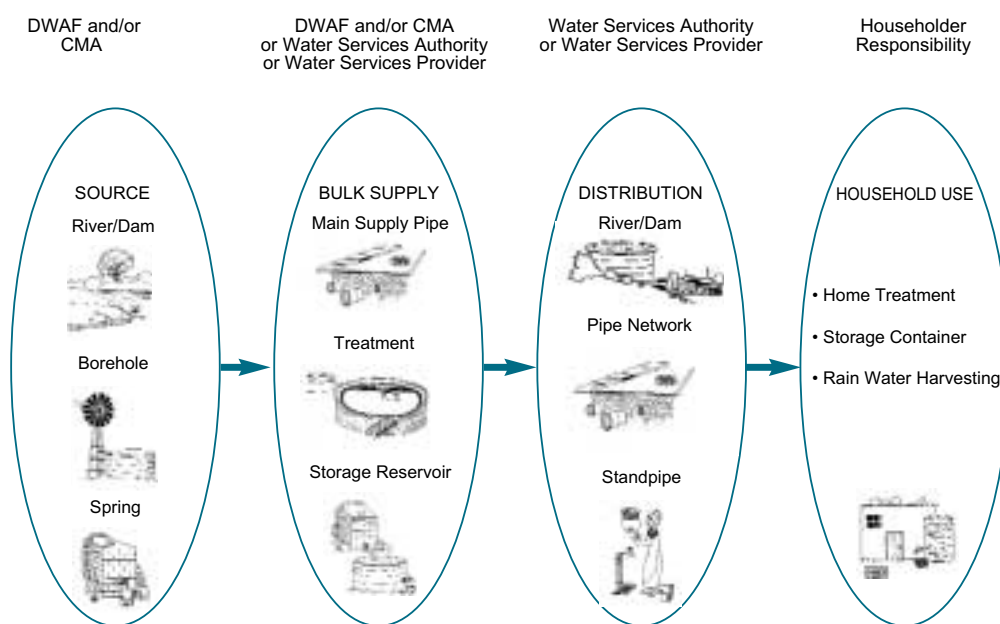 DWAF and/or
CMA
DWAF and/or CMA
or Water Services Authority
or Water Services Provider
Water Services Authority
or Water Services Provider
Householder
Responsibility
SOURCE
River/Dam
Borehole
Spring
BULK SUPPLY
Main Supply Pipe
Treatment
Storage Reservoir
DISTRIBUTION
River/Dam
Pipe Network
Standpipe
HOUSEHOLD USE
• Home Treatment
• Storage Container
• Rain Water Harvesting